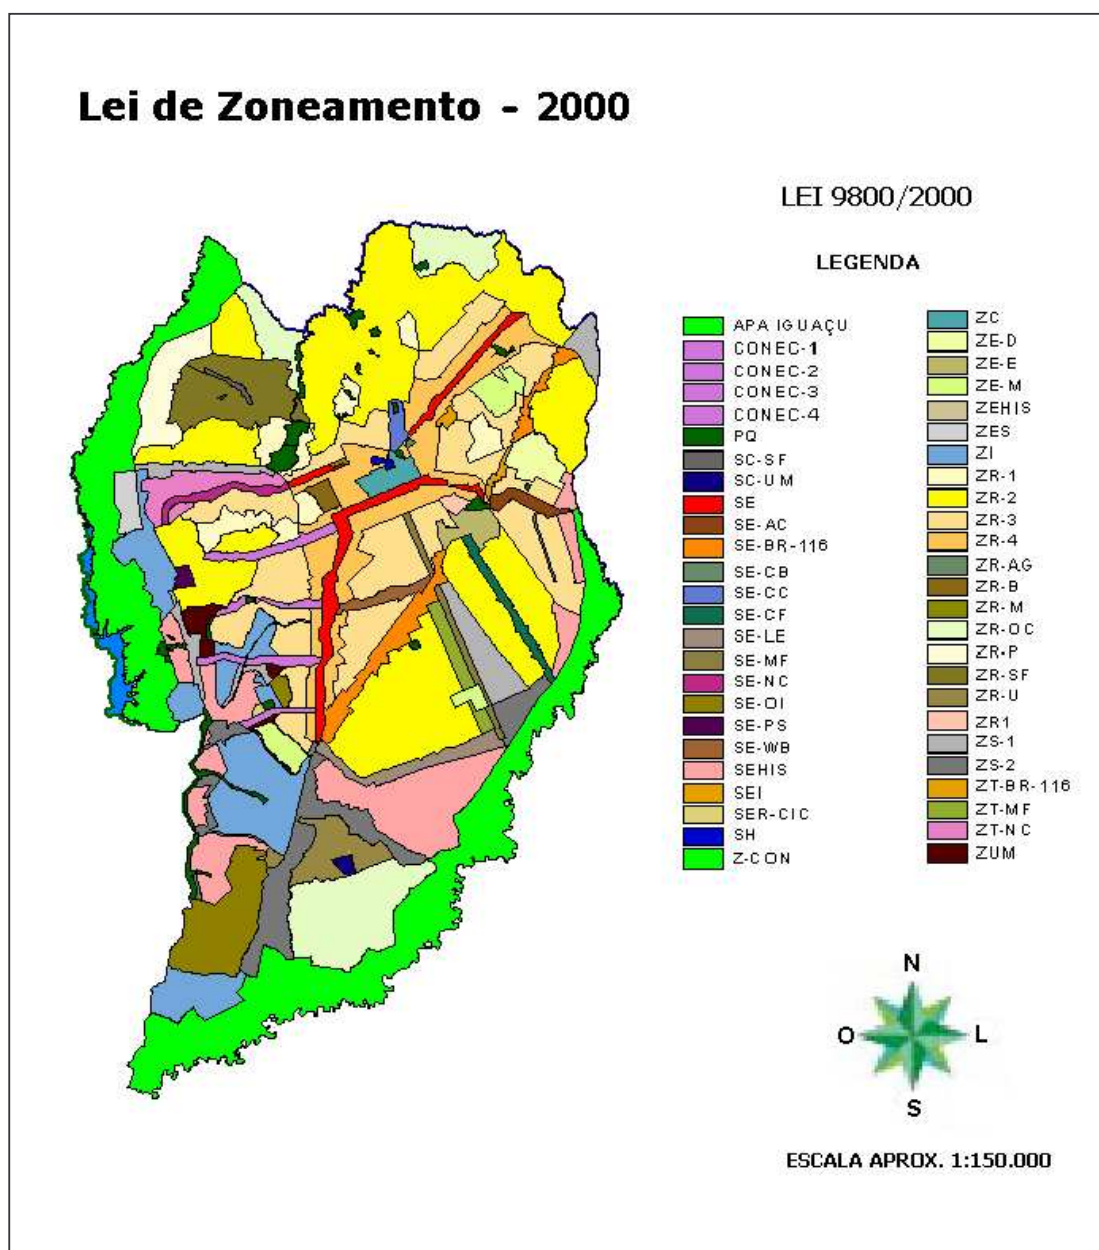 Lei de Zoneamento - 2000
LEI 9800/2000
LEGENDA
APA IGUAÇU
CONEC-1
CONEC-2
CONEC-3
CONEC-4
PQ
SC-SF
SC-UM
SE
SE-AC
SE-BR-116
SE-CB
SE-CC
SE-CF
SE-LE
SE-MF
SE-NC
SE-OI
SE-PS
SE-WB
SEHIS
SEI
SER-CIC
SH
Z-CON
ZC
ZE-D
ZE-E
ZE-M
ZEHIS
ZES
ZI
ZR-1
ZR-2
ZR-3
ZR-4
ZR-AG
ZR-B
ZR-M
ZR-OC
ZR-P
ZR-SF
ZR-U
ZR1
ZS-1
ZS-2
ZT-BR-116
ZT-MF
ZT-NC
ZUM
N
O L
S
ESCALA APROX. 1:150.000